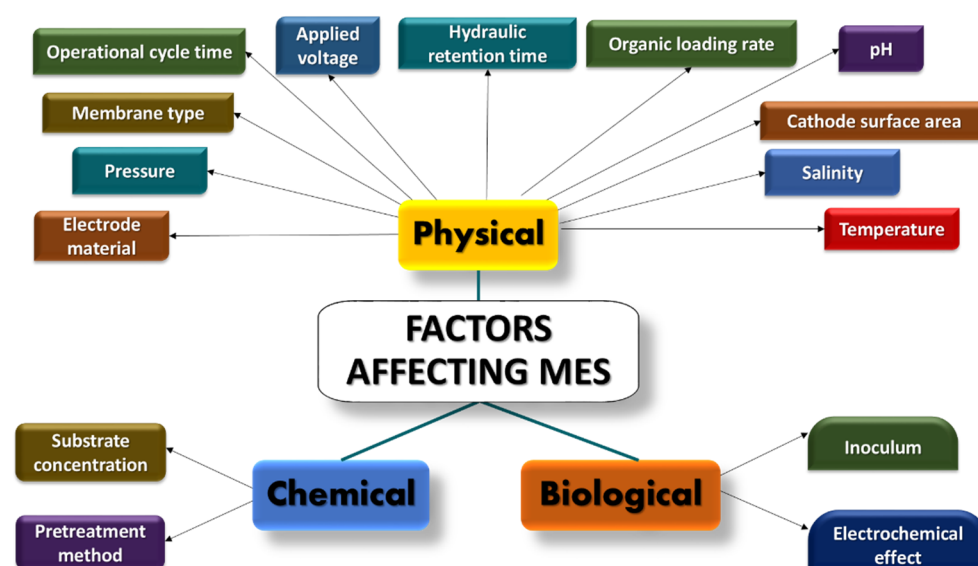 Operational cycle time
Applied
voltage
Hydraulic
retention time
Organic loading rate
pH
Membrane type
Cathode surface area
Pressure
Salinity
Electrode
material
Physical
Temperature
FACTORS
AFFECTING MES
Substrate
concentration
Inoculum
Chemical
Biological
Pretreatment
method
Electrochemical
effect